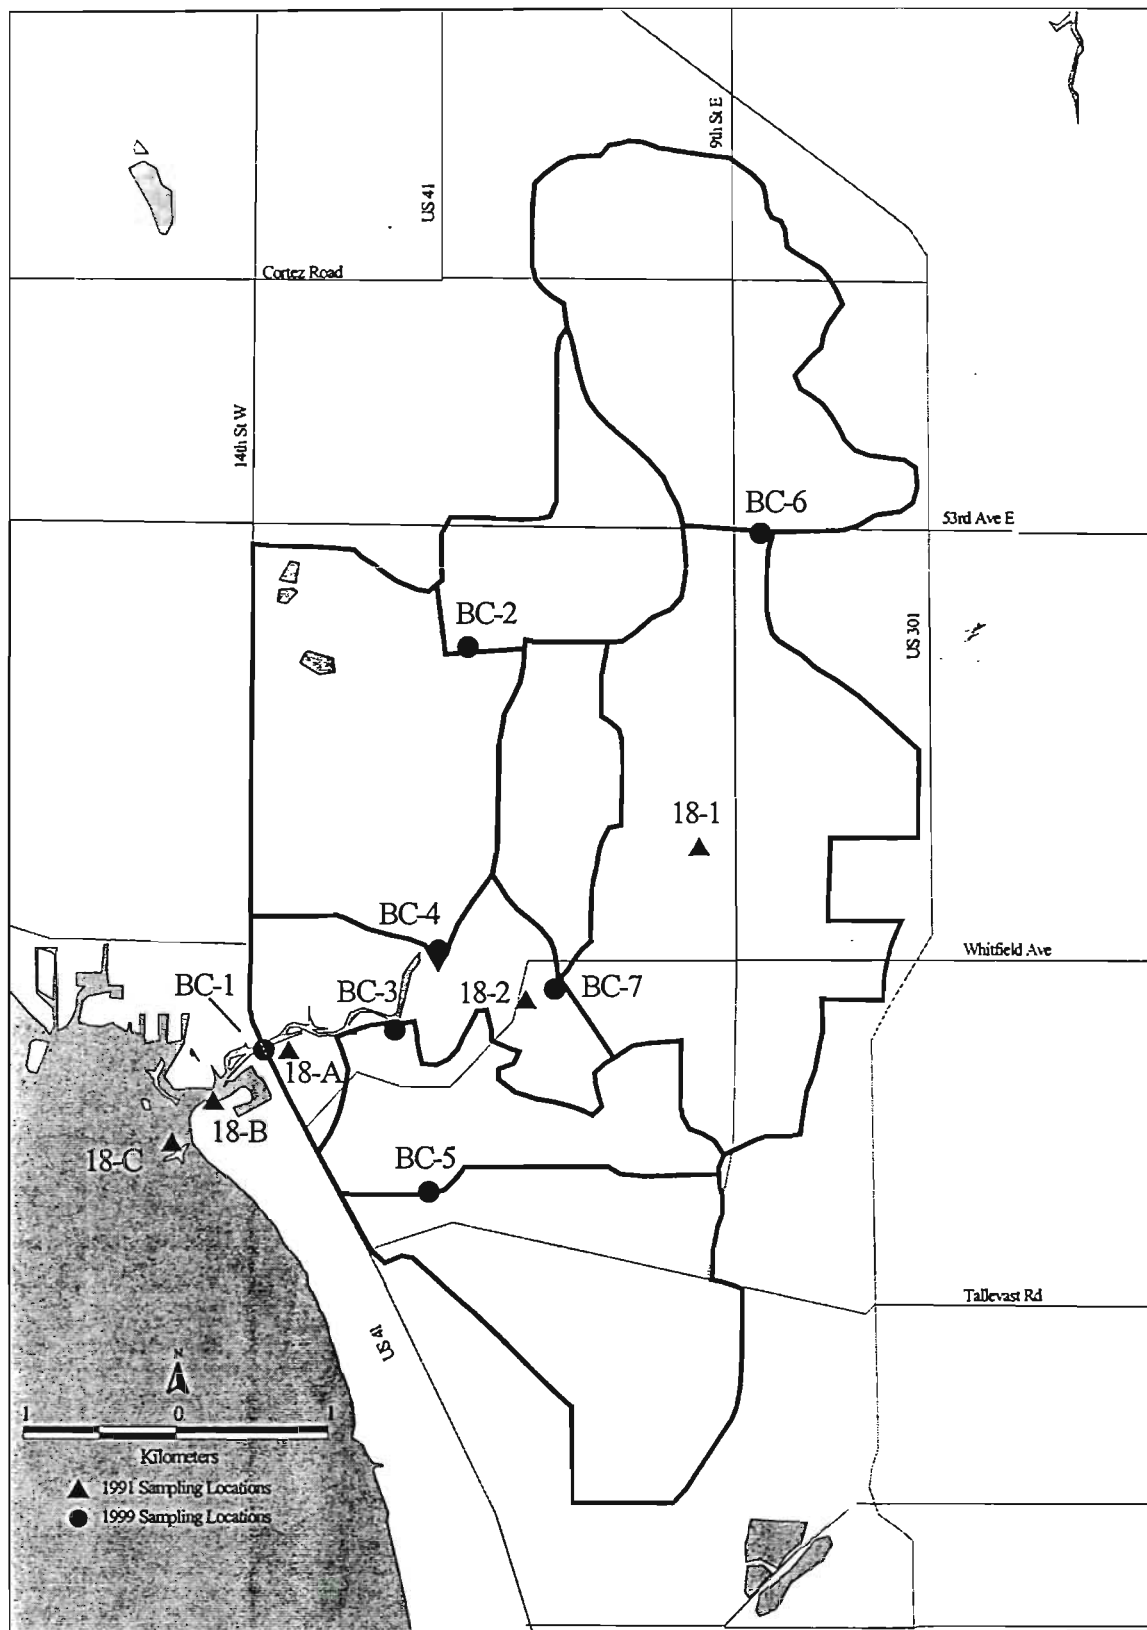 9th St E
US 41
Cortez Road
14th St W
BC-6
53rd Ave E
BC-2
US 301
18-1
BC-4
Whitfield Ave
BC-1
BC-3
18-2
BC-7
18-A
18-B
18-C
BC-5
Tallevast Rd
US 41
N
1 0 1
Kilometers
1991 Sampling Locations
1999 Sampling Locations